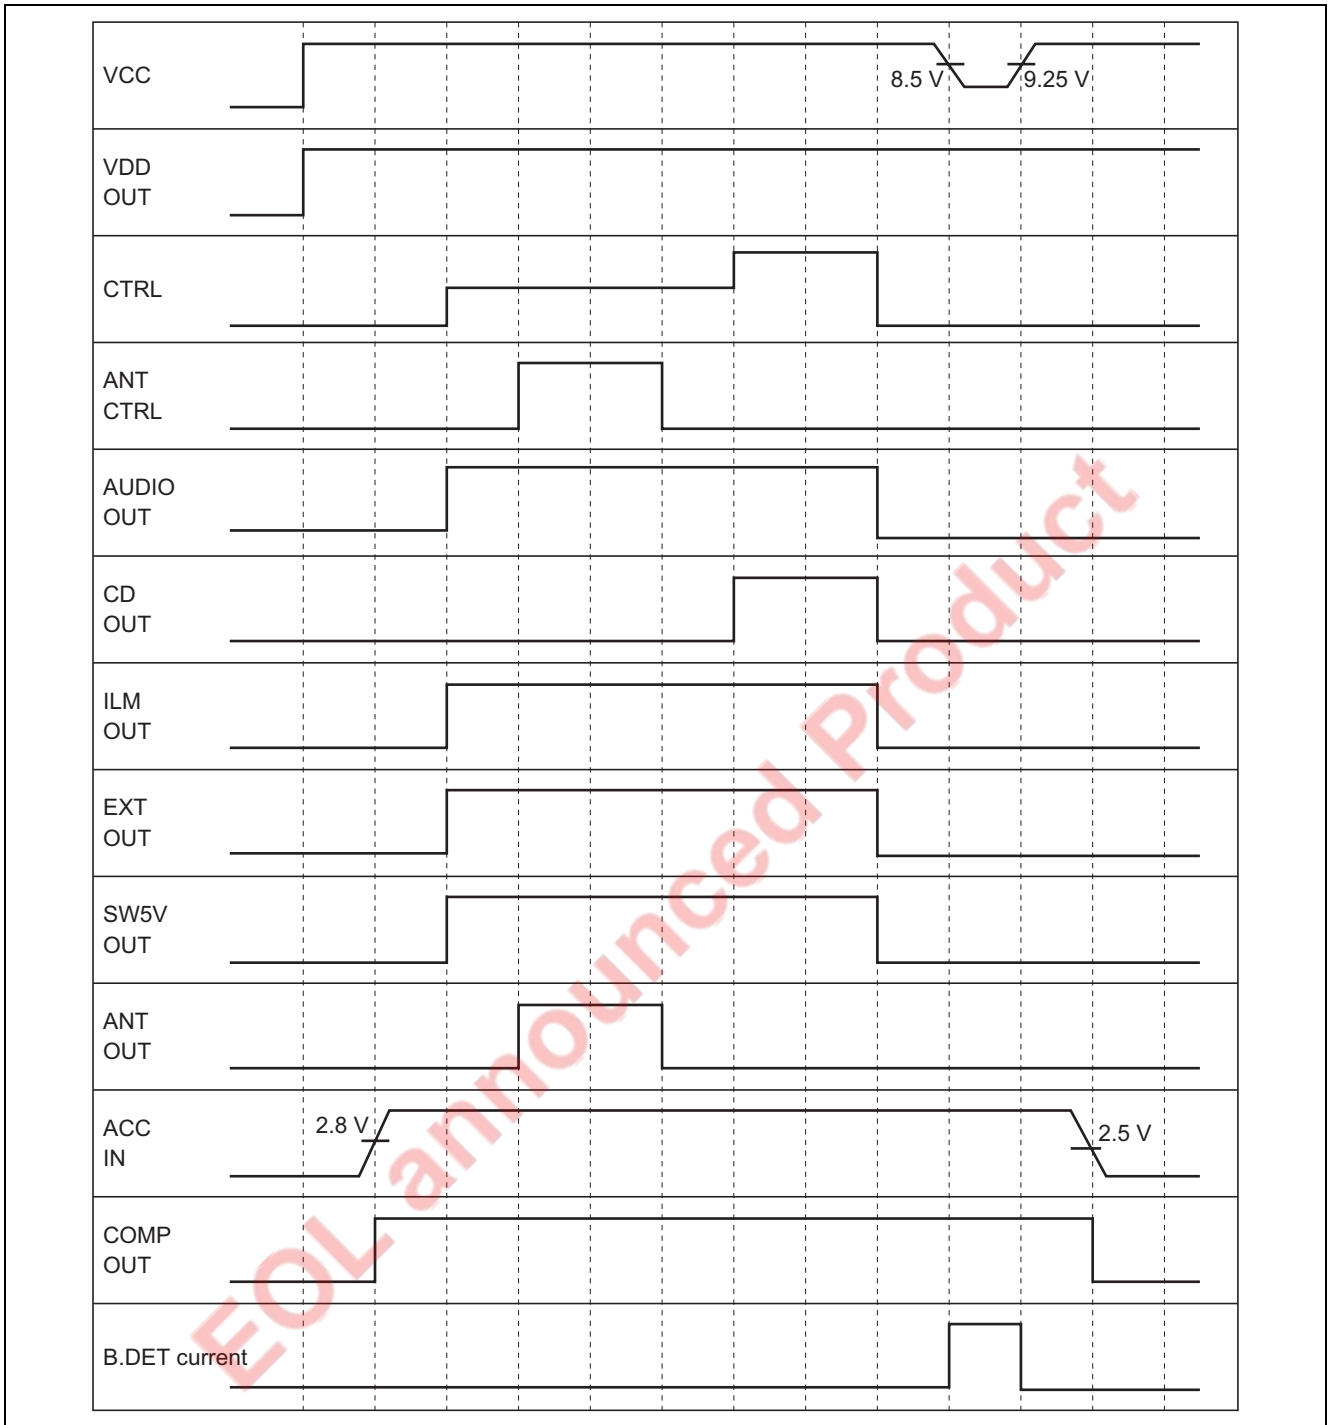 VCC
8.5 V
9.25 V
VDD
OUT
CTRL
ANT
CTRL
AUDIO
OUT
CD
OUT
ILM
OUT
EXT
OUT
SW5V
OUT
ANT
OUT
ACC
IN
2.8 V
2.5 V
COMP
OUT
B.DET current
EOL announced Product